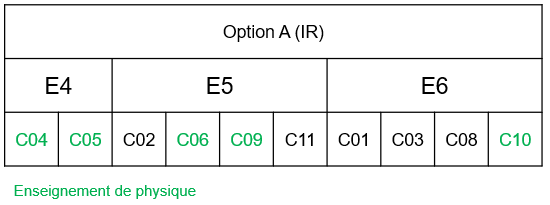 Option A (IR)
E4 E5 E6
C04 C05 C02 C06 C09 C11 C01 C03 C08 C10
Enseignement de physique